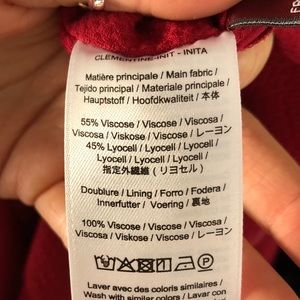 CLEMENTINE-INIT - INITA
Matière principale / Main fabric /
Tejido principal / Materiale principale /
Hauptstoff / Hoofdkwaliteit / 本体
55% Viscose / Viscose / Viscosa /
Viscosa / Viskose / Viscose / レーヨン
45% Lyocell / Lyocell / Lyocell /
Lyocell / Lyocell / Lyocell /
指定外繊維 (リヨセル)
Doublure / Lining / Forro / Fodera /
Innerfutter / Voering / 裏地
100% Viscose / Viscose / Viscosa /
Viscosa / Viskose / Viscose / レーヨン
Laver avec des coloris similaires /
Wash with similar colors / Lavar con